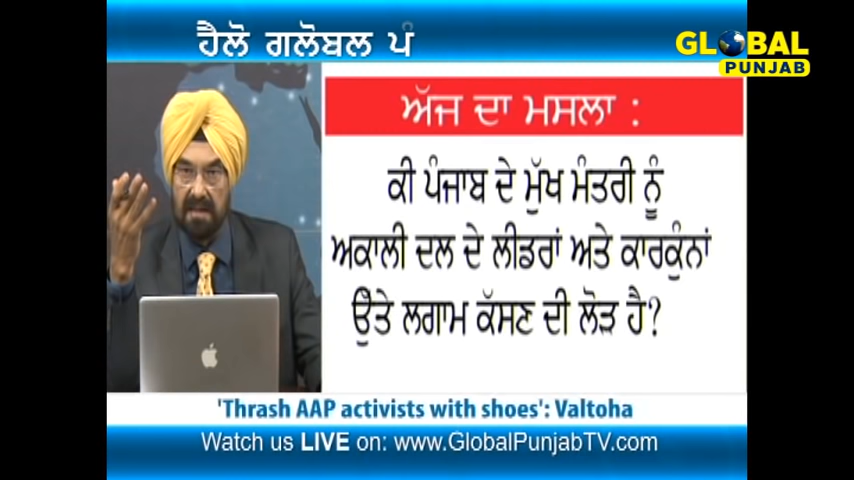 ਹੈਲੋ ਗਲੋਬਲ ਪੰ
GLOBAL
PUNJAB
ਅੱਜ ਦਾ ਮਸਲਾ :
ਕੀ ਪੰਜਾਬ ਦੇ ਮੁੱਖ ਮੰਤਰੀ ਨੂੰ
ਅਕਾਲੀ ਦਲ ਦੇ ਲੀਡਰਾਂ ਅਤੇ ਕਾਰਕੁੰਨਾਂ
ਉੱਤੇ ਲਗਾਮ ਕੱਸਣ ਦੀ ਲੋੜ ਹੈ?
'Thrash AAP activists with shoes': Valtoha
Watch us LIVE on: www.GlobalPunjabTV.com